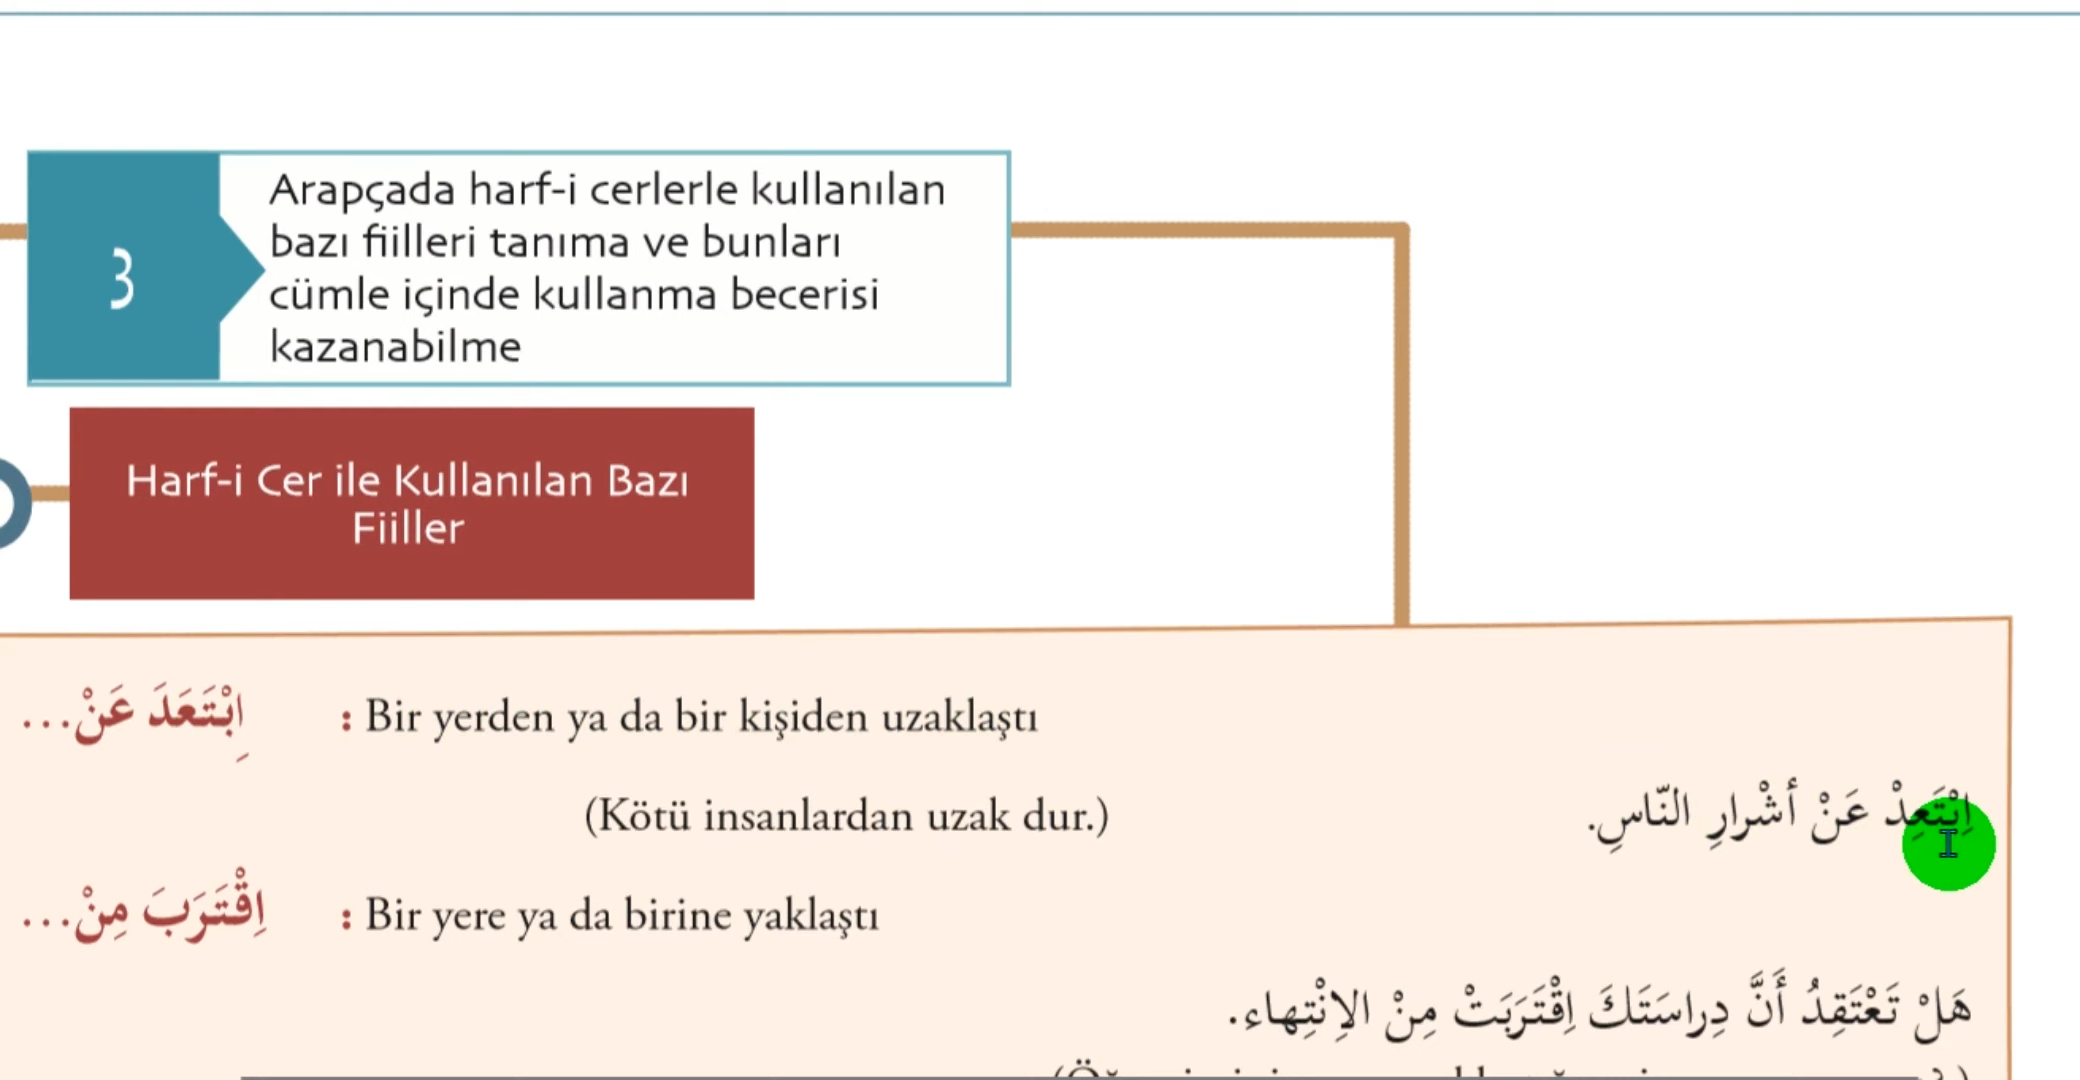 3
Arapçada harf-i cerlerle kullanılan
bazı fiilleri tanıma ve bunları
cümle içinde kullanma becerisi
kazanabilme
Harf-i Cer ile Kullanılan Bazı
Fiiller
اِبْتَعَدَ عَنْ... : Bir yerden ya da bir kişiden uzaklaştı
(Kötü insanlardan uzak dur.) اِبْتَعِدْ عَنْ أشْرارِ النّاسِ.
اِقْتَرَبَ مِنْ... : Bir yere ya da birine yaklaştı
هَلْ تَعْتَقِدُ أَنَّ دِراسَتَكَ اِقْتَرَبَتْ مِنْ الاِنْتِهاء.